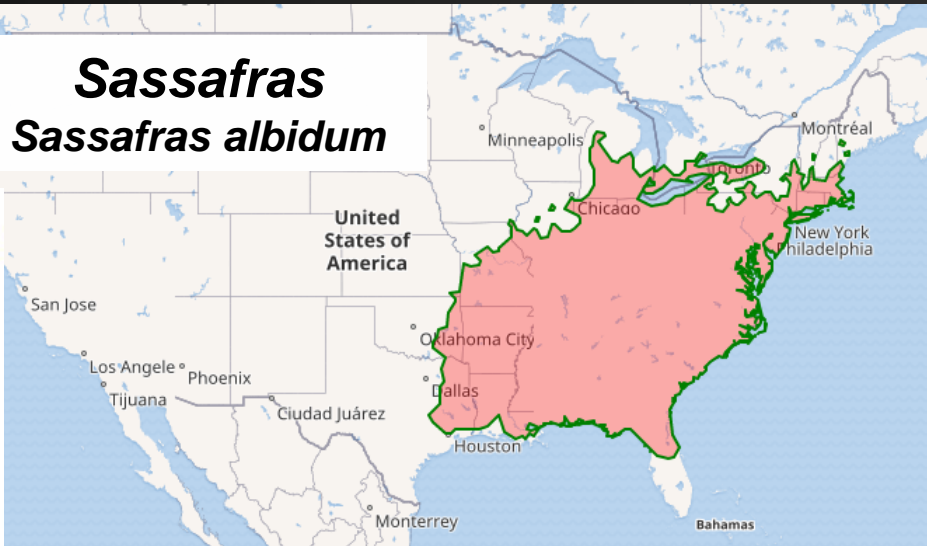 Sassafras
Sassafras albidum
Minneapolis
Montréal
Toronto
Chicago
United
States of
America
New York
Philadelphia
San Jose
Oklahoma City
Los Angele
Phoenix
Dallas
Tijuana
Ciudad Juárez
Houston
Monterrey
Bahamas